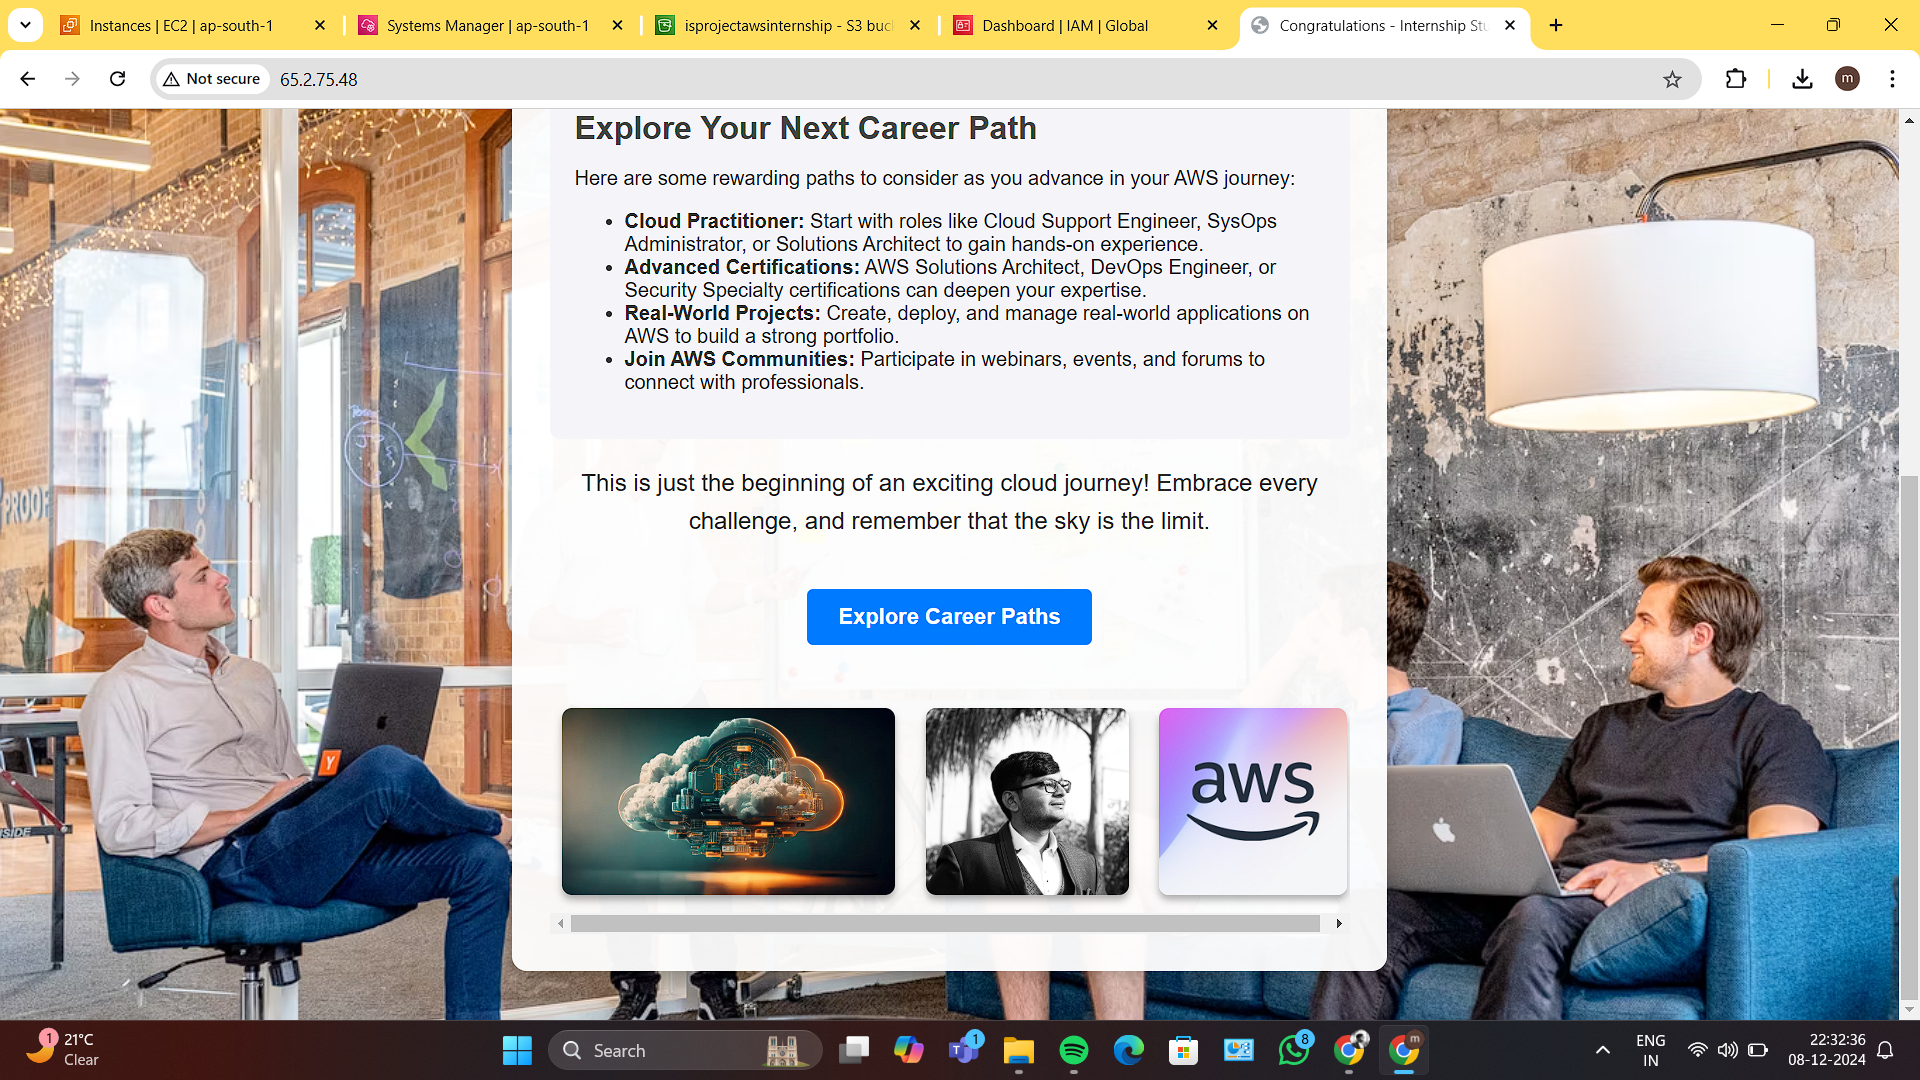 Instances | EC2 | ap-south-1
Systems Manager | ap-south-1
isprojectawsinternship - S3 buc
Dashboard | IAM | Global
Congratulations - Internship Stu
Not secure
65.2.75.48
m
Explore Your Next Career Path
Here are some rewarding paths to consider as you advance in your AWS journey:
• Cloud Practitioner: Start with roles like Cloud Support Engineer, SysOps
Administrator, or Solutions Architect to gain hands-on experience.
• Advanced Certifications: AWS Solutions Architect, DevOps Engineer, or
Security Specialty certifications can deepen your expertise.
• Real-World Projects: Create, deploy, and manage real-world applications on
AWS to build a strong portfolio.
• Join AWS Communities: Participate in webinars, events, and forums to
connect with professionals.
This is just the beginning of an exciting cloud journey! Embrace every
challenge, and remember that the sky is the limit.
Explore Career Paths
aws
PROOF
Y
1
21°C
Clear
Search
1
8
m
ENG
IN
22:32:36
08-12-2024